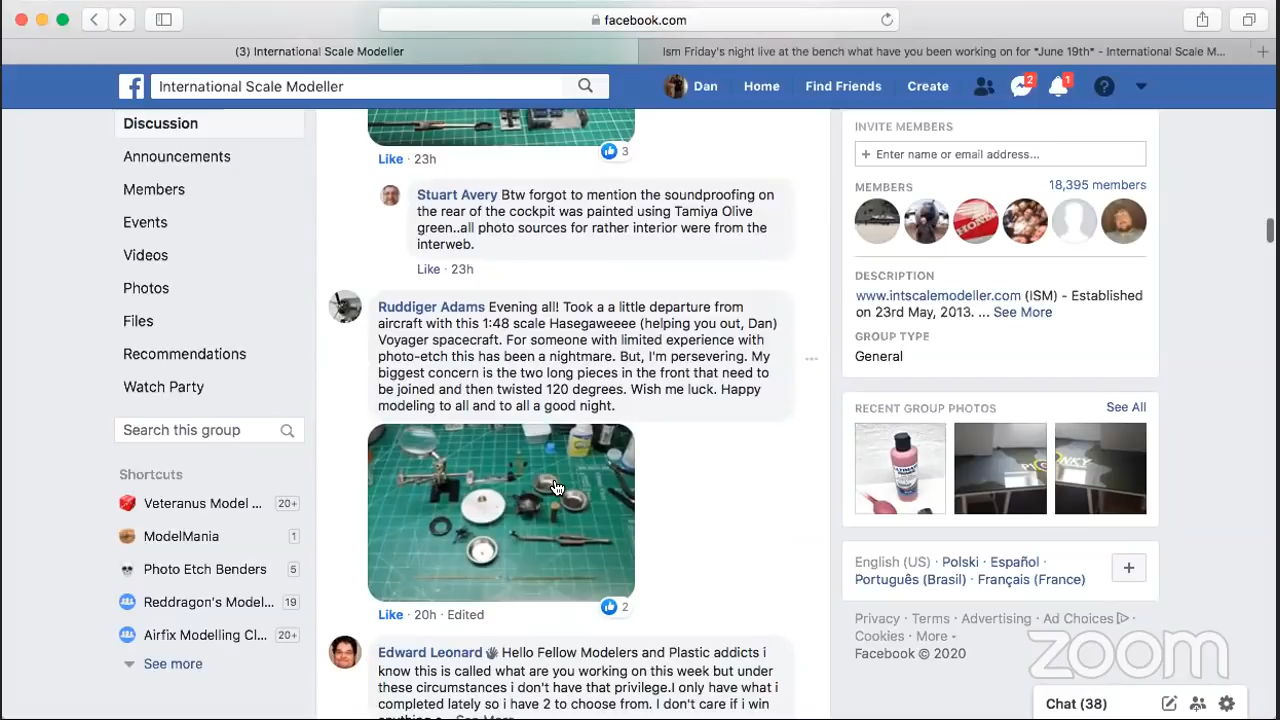 facebook.com
(3) International Scale Modeller
Ism Friday's night live at the bench what have you been working on for *June 19th* - International Scale M...
International Scale Modeller
Dan
Home
Find Friends
Create
2
1
Discussion
Announcements
Members
Events
Videos
Photos
Files
Recommendations
Watch Party
Search this group
Shortcuts
Veteranus Model ...
20+
ModelMania
1
Photo Etch Benders
5
Reddragon's Model...
19
Airfix Modelling Cl...
20+
See more
Like · 23h
3
Stuart Avery Btw forgot to mention the soundproofing on
the rear of the cockpit was painted using Tamiya Olive
green..all photo sources for rather interior were from the
interweb.
Like · 23h
Ruddiger Adams Evening all! Took a a little departure from
aircraft with this 1:48 scale Hasegaweeee (helping you out, Dan)
Voyager spacecraft. For someone with limited experience with
photo-etch this has been a nightmare. But, I'm persevering. My
biggest concern is the two long pieces in the front that need to
be joined and then twisted 120 degrees. Wish me luck. Happy
modeling to all and to all a good night.
Like · 20h · Edited
2
Edward Leonard Hello Fellow Modelers and Plastic addicts i
know this is called what are you working on this week but under
these circumstances i don't have that privilege.I only have what i
completed lately so i have 2 to choose from. I don't care if i win
anything o... See More
INVITE MEMBERS
+ Enter name or email address...
MEMBERS
18,395 members
HONDA
DESCRIPTION
www.intscalemodeller.com (ISM) - Established
on 23rd May, 2013. ... See More
GROUP TYPE
General
RECENT GROUP PHOTOS
See All
English (US) · Polski · Español ·
Português (Brasil) · Français (France)
Privacy · Terms · Advertising · Ad Choices ·
Cookies · More
Facebook © 2020
zoom
Chat (38)